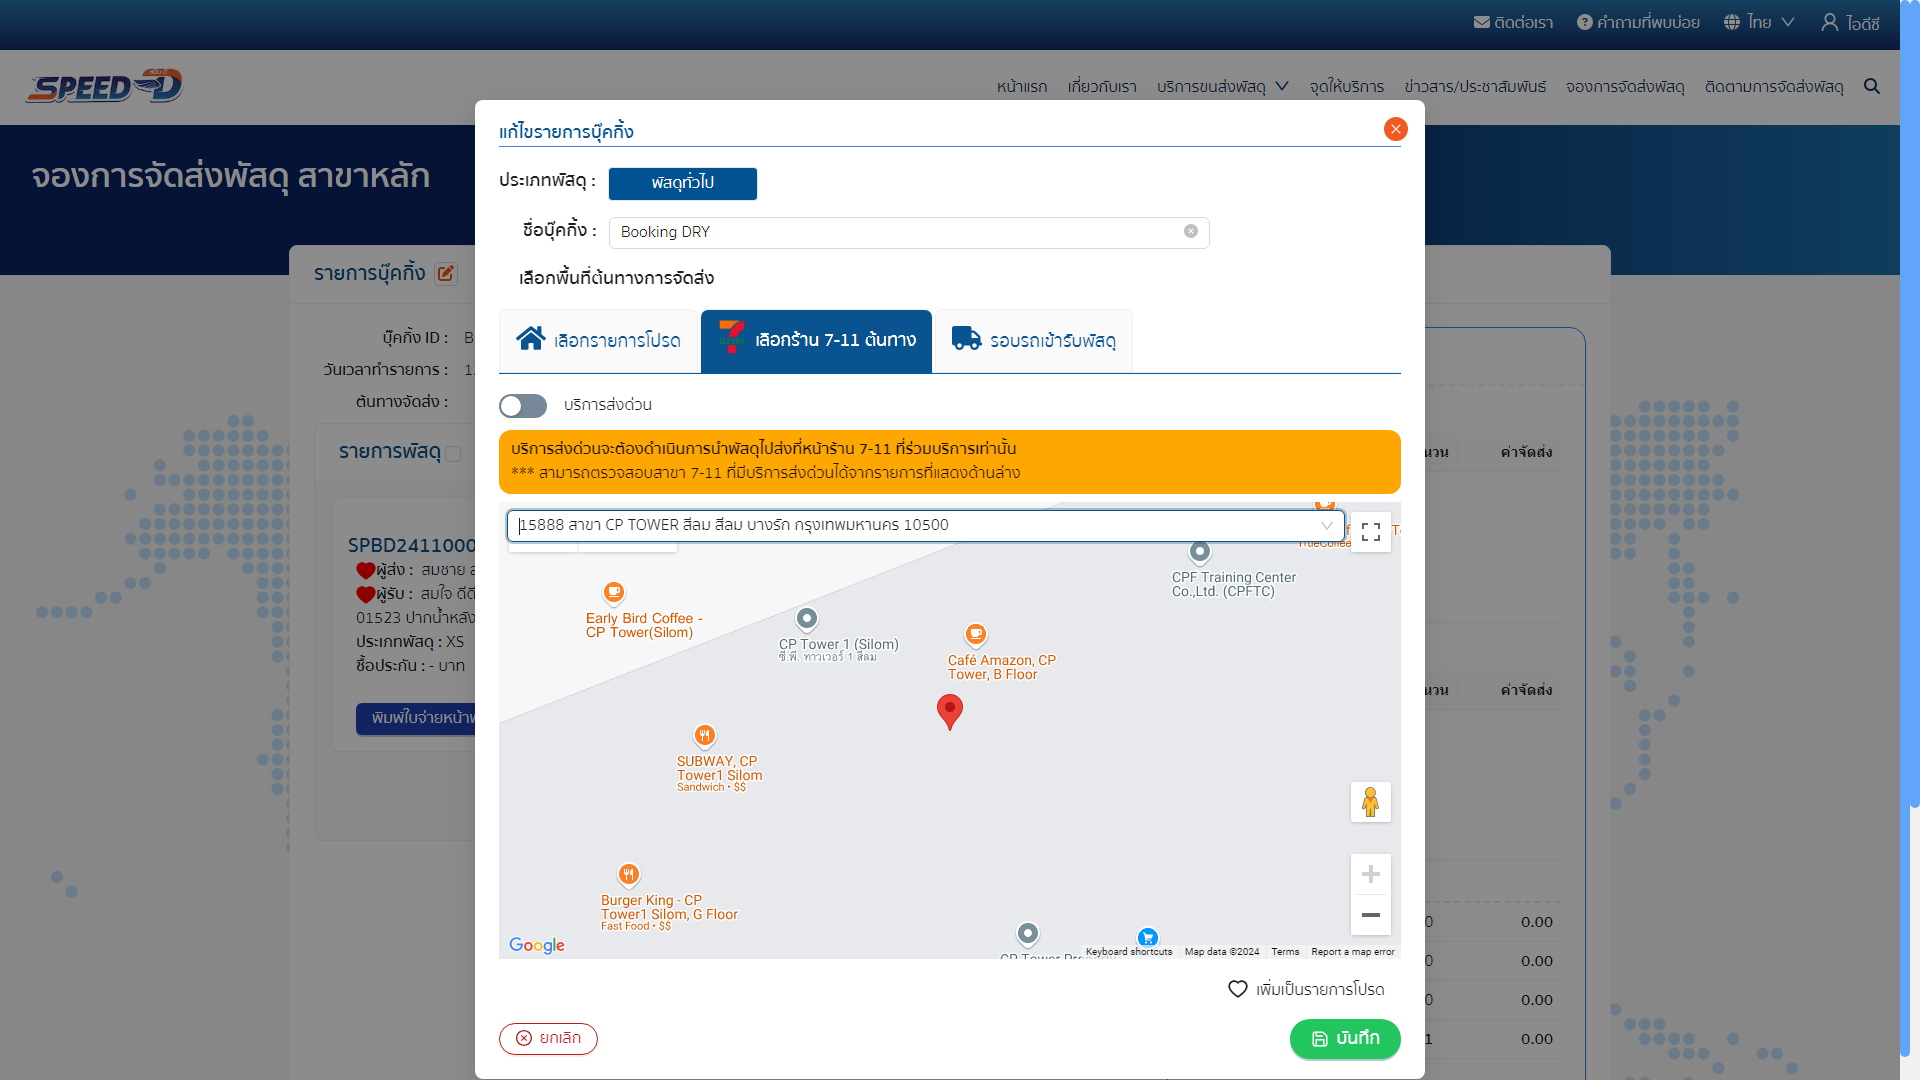 ติดต่อเรา
คำถามที่พบบ่อย
ไทย
ไอดีซี
SPEED D
หน้าแรก
เกี่ยวกับเรา
บริการขนส่งพัสดุ
จุดให้บริการ
ข่าวสาร/ประชาสัมพันธ์
จองการจัดส่งพัสดุ
ติดตามการจัดส่งพัสดุ
จองการจัดส่งพัสดุ สาขาหลัก
รายการบุ๊คกิ้ง
บุ๊คกิ้ง ID : B
วันเวลาทำรายการ : 1
ต้นทางจัดส่ง :
รายการพัสดุ
SPBD2411000
ผู้ส่ง : สมชาย
ผู้รับ : สมใจ
01523 ปากน้ำหลัง
ประเภทพัสดุ : XS
ซื้อประกัน : - บาท
พิมพ์ใบจ่ายหน้าพ
แก้ไขรายการบุ๊คกิ้ง
ประเภทพัสดุ : พัสดุทั่วไป
ชื่อบุ๊คกิ้ง : Booking DRY
เลือกพื้นที่ต้นทางการจัดส่ง
เลือกรายการโปรด
เลือกร้าน 7-11 ต้นทาง
รอบรถเข้ารับพัสดุ
บริการส่งด่วน
บริการส่งด่วนจะต้องดำเนินการนำพัสดุไปส่งที่หน้าร้าน 7-11 ที่ร่วมบริการเท่านั้น
*** สามารถตรวจสอบสาขา 7-11 ที่มีบริการส่งด่วนได้จากรายการที่แสดงด้านล่าง
15888 สาขา CP TOWER สีลม สีลม บางรัก กรุงเทพมหานคร 10500
TrueCoffee
CPF Training Center
Co.,Ltd. (CPFTC)
Early Bird Coffee -
CP Tower(Silom)
CP Tower 1 (Silom)
ซี.พี. ทาวเวอร์ 1 สีลม
Café Amazon, CP
Tower, B Floor
SUBWAY, CP
Tower1 Silom
Sandwich • $$
Burger King - CP
Tower1 Silom, G Floor
Fast Food • $$
CP Tower
Google
Keyboard shortcuts
Map data ©2024
Terms
Report a map error
เพิ่มเป็นรายการโปรด
ยกเลิก
บันทึก
นวน ค่าจัดส่ง
นวน ค่าจัดส่ง
0 0.00
0 0.00
0 0.00
1 0.00